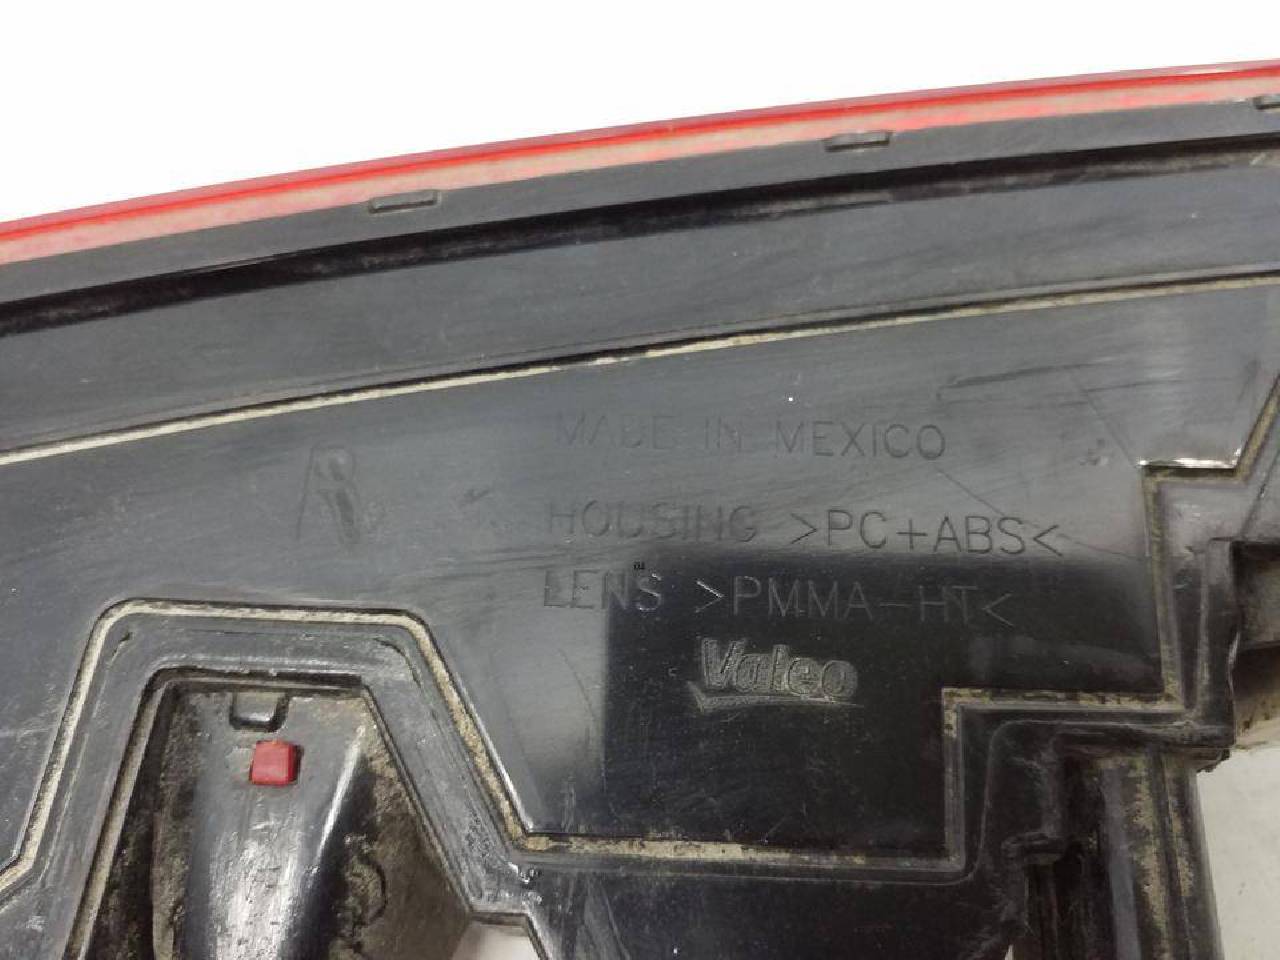 MADE IN MEXICO
HOUSING >PC+ABS<
LENS >PMMA-HT<
Valeo